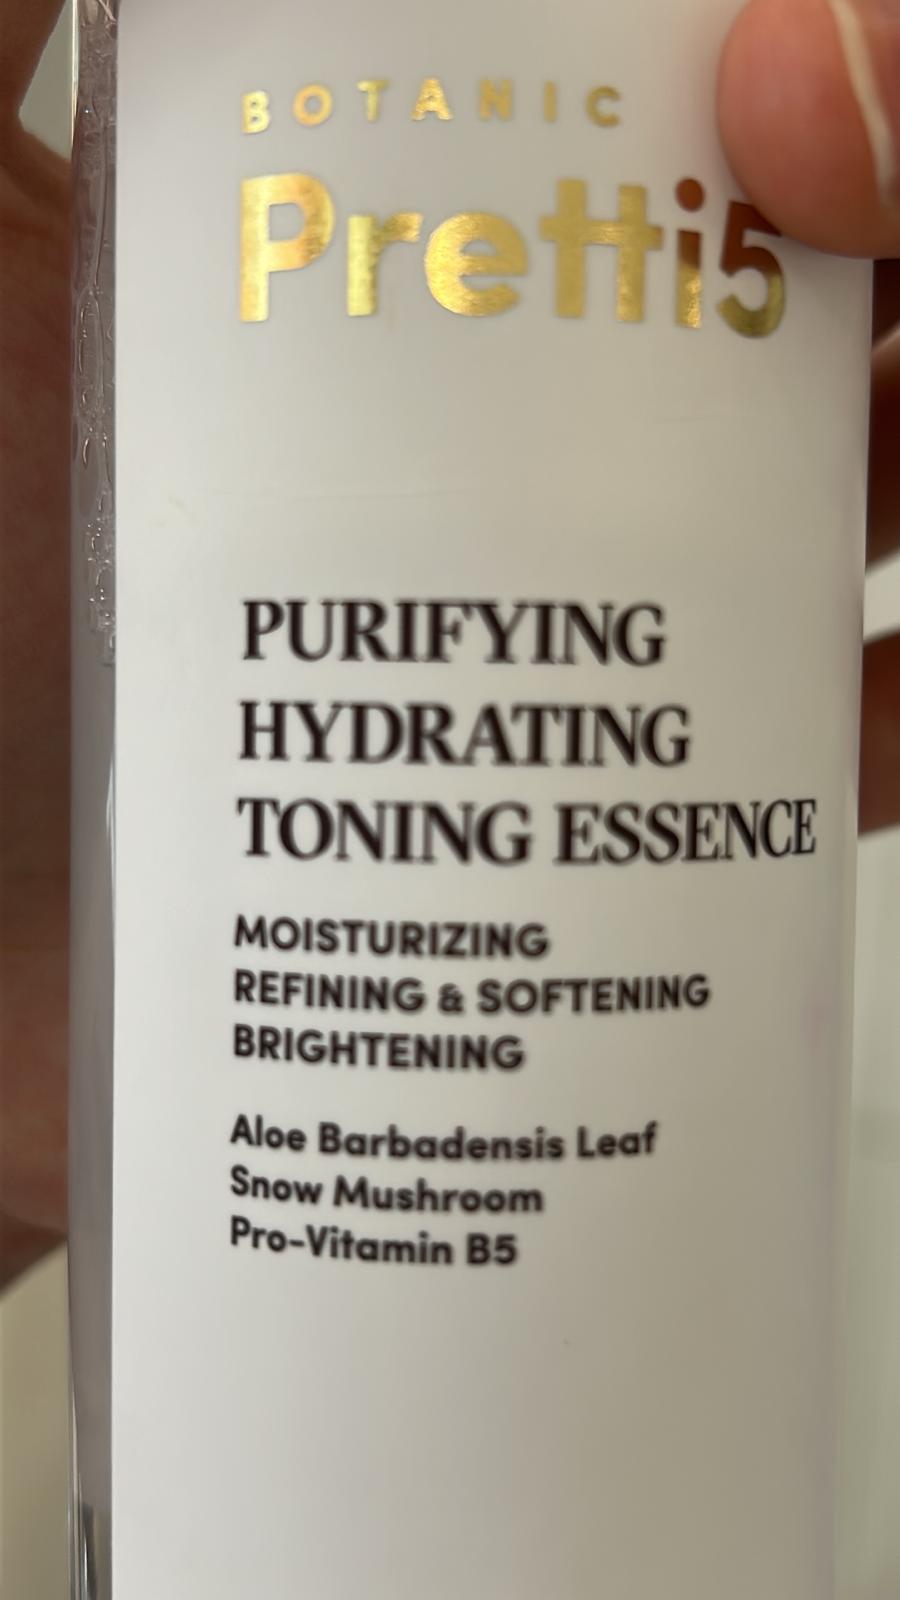 BOTANIC
Pretti5
PURIFYING
HYDRATING
TONING ESSENCE
MOISTURIZING
REFINING & SOFTENING
BRIGHTENING
Aloe Barbadensis Leaf
Snow Mushroom
Pro-Vitamin B5